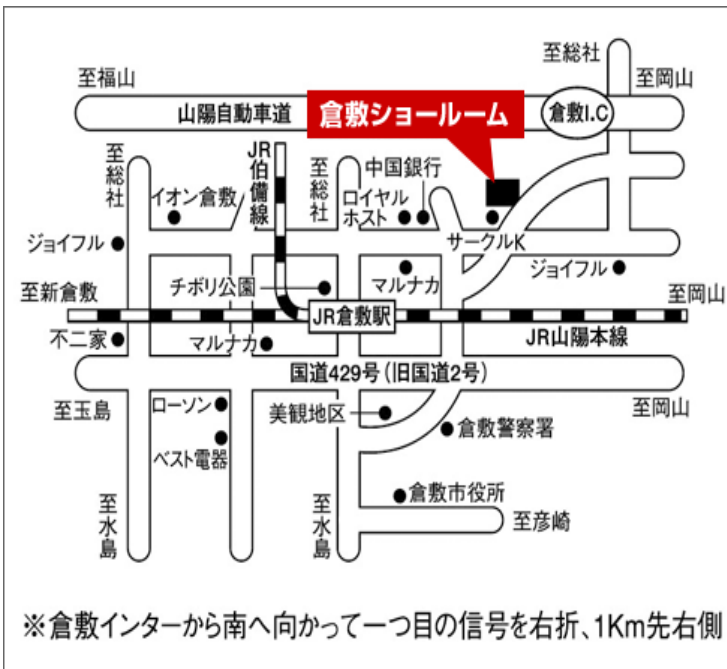 至総社
至福山
至岡山
山陽自動車道
倉敷ショールーム
倉敷I.C
至総社
JR伯備線
至総社
中国銀行
イオン倉敷
ロイヤルホスト
ジョイフル
サークルK
ジョイフル
チボリ公園
マルナカ
至新倉敷
至岡山
JR倉敷駅
不二家
マルナカ
JR山陽本線
国道429号(旧国道2号)
至玉島
ローソン
美観地区
至岡山
倉敷警察署
ベスト電器
倉敷市役所
至水島
至水島
至彦崎
※倉敷インターから南へ向かって一つ目の信号を右折、1Km先右側